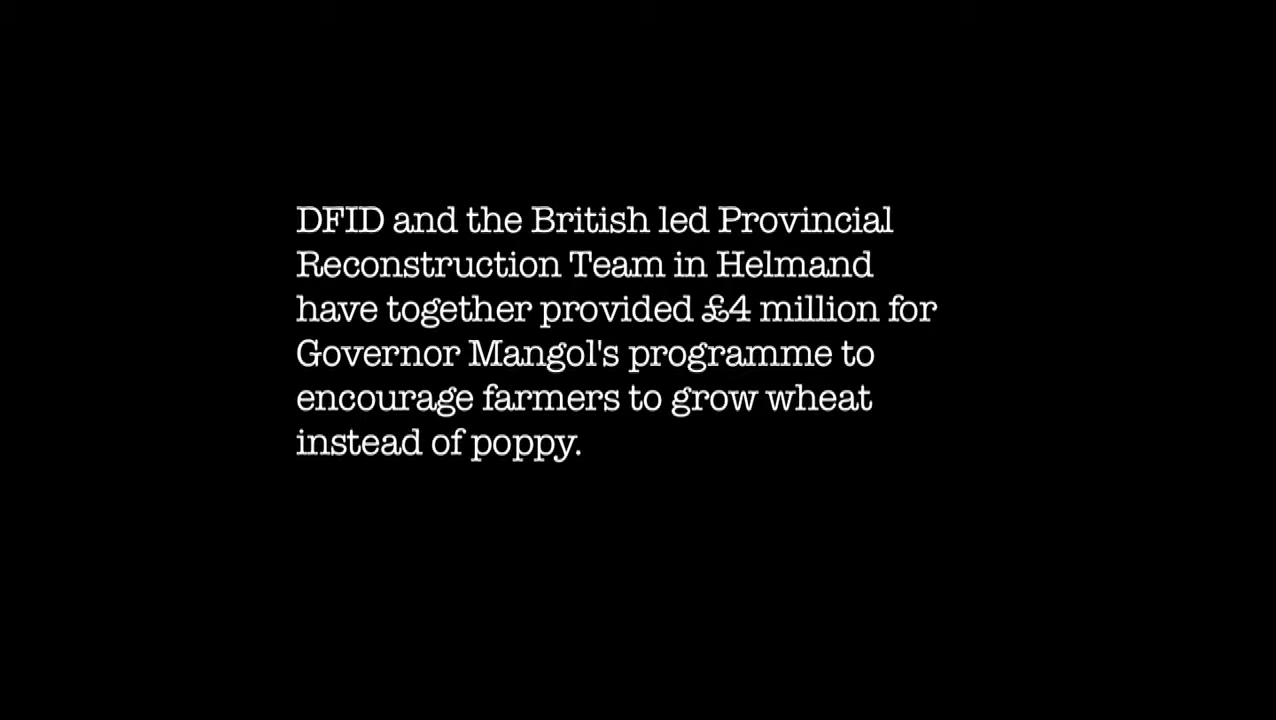 DFID and the British led Provincial
Reconstruction Team in Helmand
have together provided £4 million for
Governor Mangol's programme to
encourage farmers to grow wheat
instead of poppy.